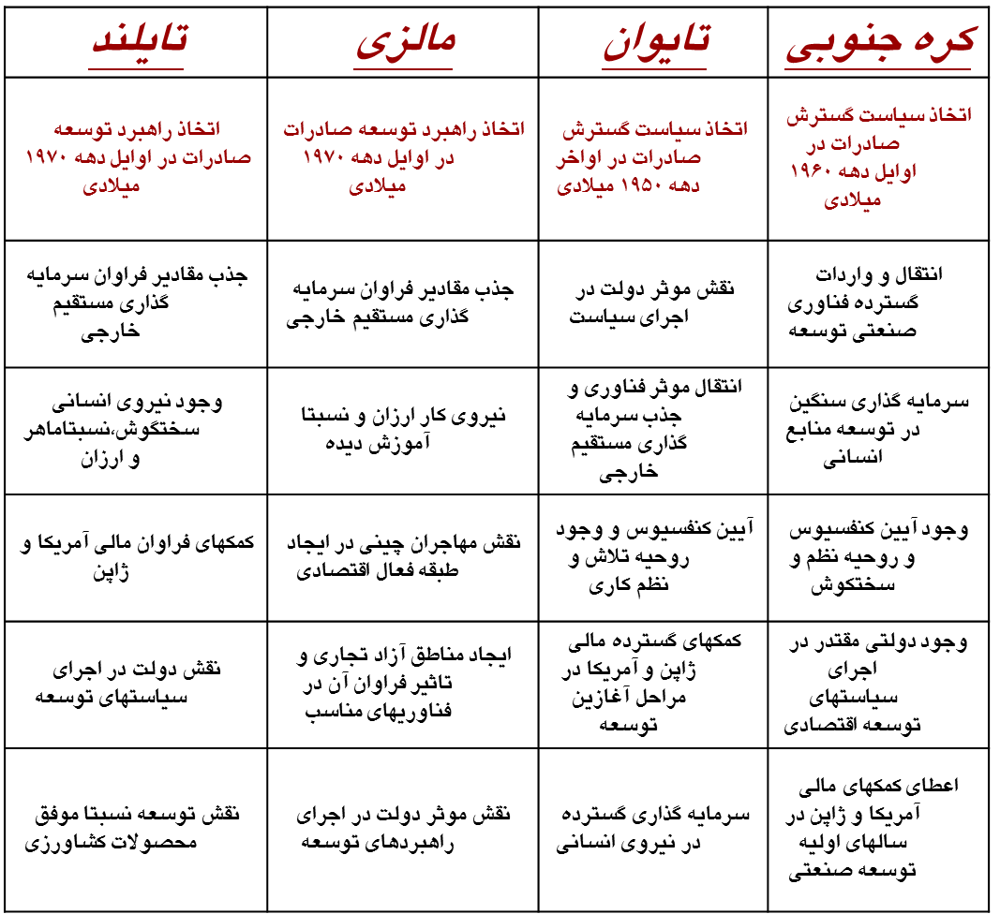 کره جنوبی
تایوان
مالزی
تایلند
اتخاذ سیاست گسترش
صادرات در
اوایل دهه ۱۹۶۰
میلادی
اتخاذ سیاست گسترش
صادرات در اواخر
دهه ۱۹۵۰ میلادی
اتخاذ راهبرد توسعه صادرات
در اوایل دهه ۱۹۷۰
میلادی
اتخاذ راهبرد توسعه
صادرات در اوایل دهه ۱۹۷۰
میلادی
انتقال و واردات
گسترده فناوری
صنعتی توسعه
نقش موثر دولت در
اجرای سیاست
جذب مقادیر فراوان سرمایه
گذاری مستقیم خارجی
جذب مقادیر فراوان سرمایه
گذاری مستقیم
خارجی
سرمایه گذاری سنگین
در توسعه منابع
انسانی
انتقال موثر فناوری و
جذب سرمایه
گذاری مستقیم
خارجی
نیروی کار ارزان و نسبتا
آموزش دیده
وجود نیروی انسانی
سختگوش،نسبتاماهر
و ارزان
وجود آیین کنفسیوس
و روحیه نظم و
سختکوش
آیین کنفسیوس و وجود
روحیه تلاش و
نظم کاری
نقش مهاجران چینی در ایجاد
طبقه فعال اقتصادی
کمکهای فراوان مالی آمریکا و
ژاپن
وجود دولتی مقتدر در
اجرای
سیاستهای
توسعه اقتصادی
کمکهای گسترده مالی
ژاپن و آمریکا در
مراحل آغازین
توسعه
ایجاد مناطق آزاد تجاری و
تاثیر فراوان آن در
فناوریهای مناسب
نقش دولت در اجرای
سیاستهای توسعه
اعطای کمکهای مالی
آمریکا و ژاپن در
سالهای اولیه
توسعه صنعتی
سرمایه گذاری گسترده
در نیروی انسانی
نقش موثر دولت در اجرای
راهبردهای توسعه
نقش توسعه نسبتا موفق
محصولات کشاورزی